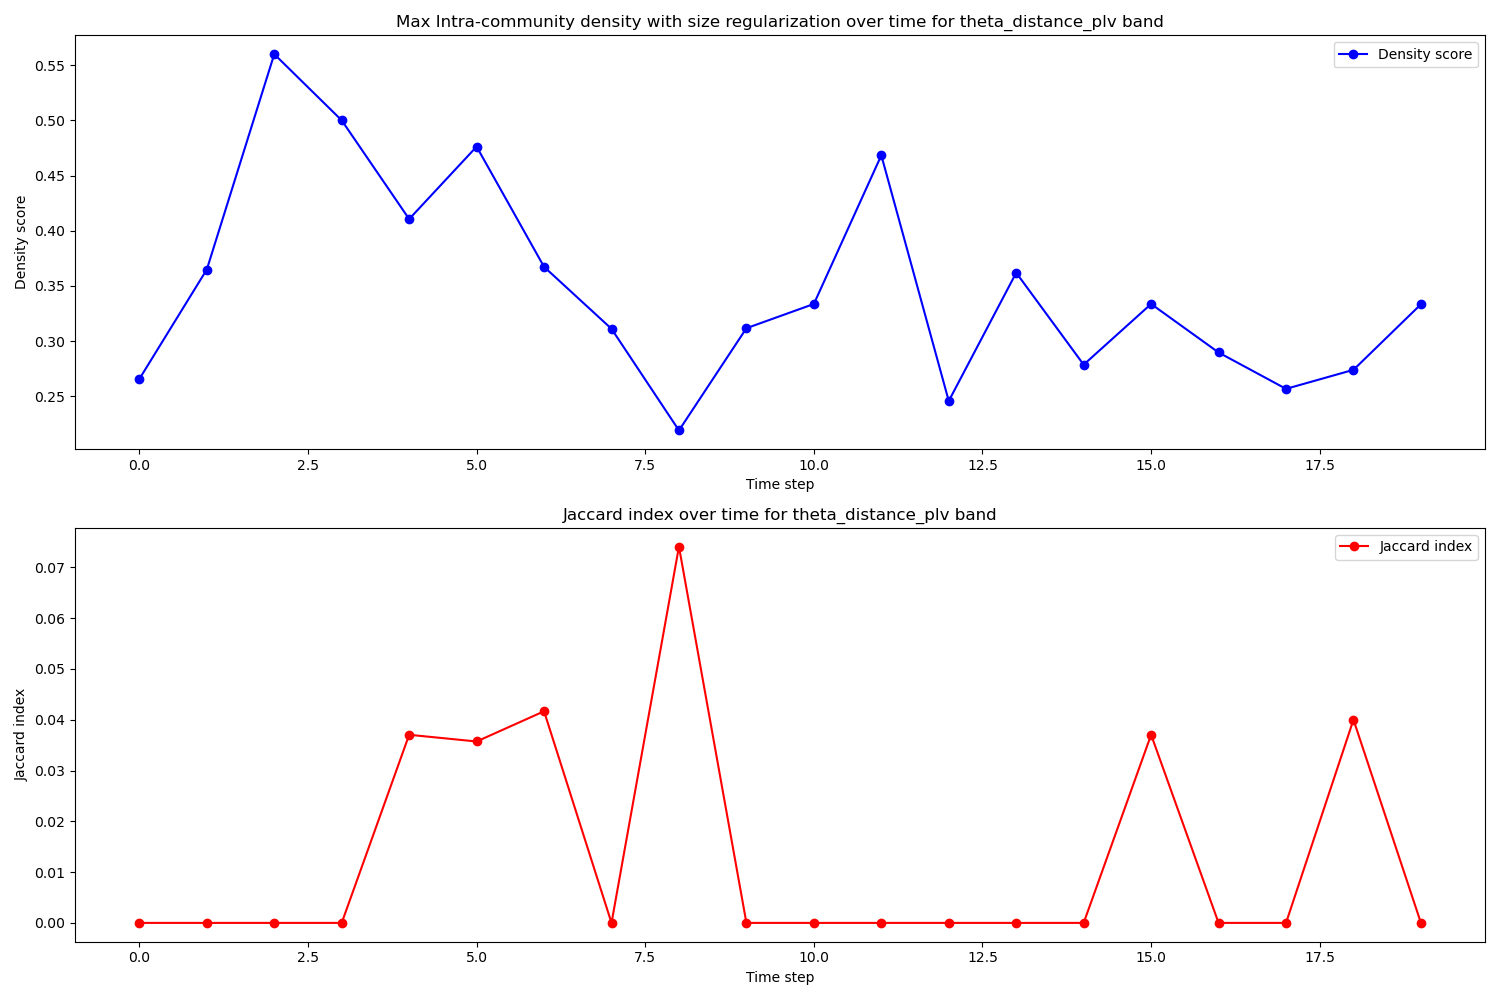 Max Intra-community density with size regularization over time for theta_distance_plv band
Density score
0.55
0.50
0.45
0.40
0.35
0.30
0.25
Density score
0.0 2.5 5.0 7.5 10.0 12.5 15.0 17.5
Time step
Jaccard index over time for theta_distance_plv band
Jaccard index
0.07
0.06
0.05
0.04
0.03
0.02
0.01
0.00
Jaccard index
0.0 2.5 5.0 7.5 10.0 12.5 15.0 17.5
Time step